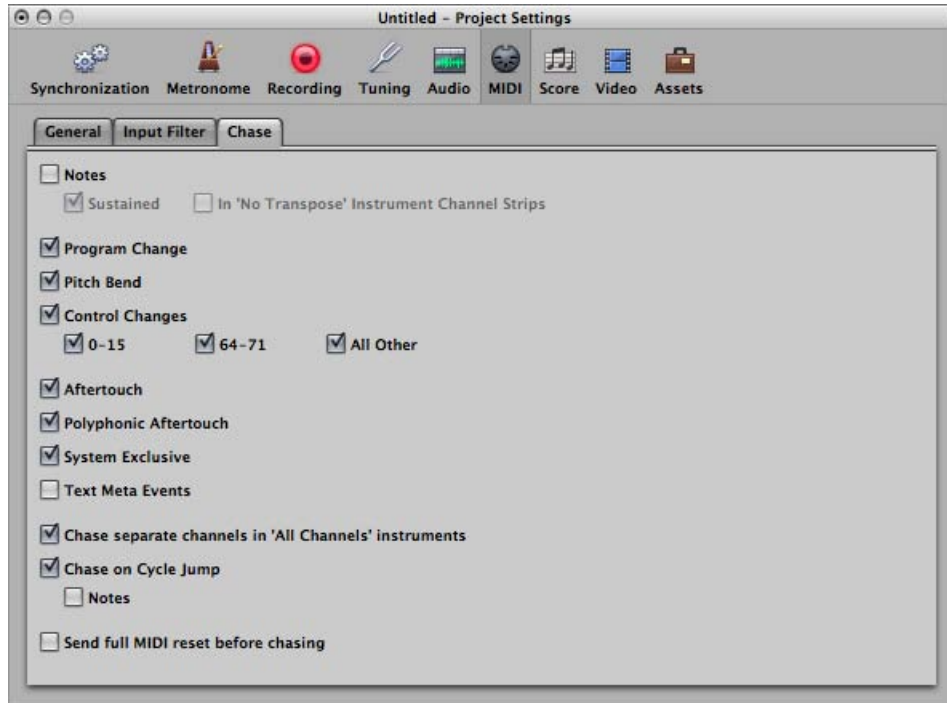 Untitled – Project Settings
Synchronization Metronome Recording Tuning Audio MIDI Score Video Assets
General Input Filter Chase
Notes
Sustained In 'No Transpose' Instrument Channel Strips
Program Change
Pitch Bend
Control Changes
0–15 64–71 All Other
Aftertouch
Polyphonic Aftertouch
System Exclusive
Text Meta Events
Chase separate channels in 'All Channels' instruments
Chase on Cycle Jump
Notes
Send full MIDI reset before chasing